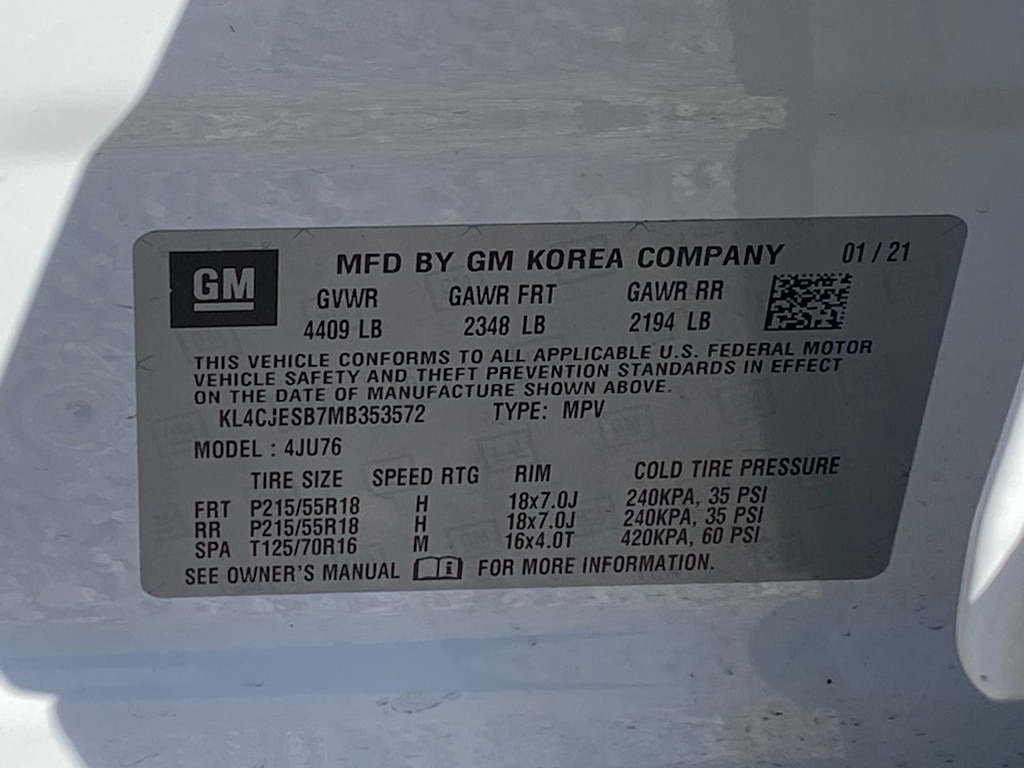 GM MFD BY GM KOREA COMPANY 01 / 21
GVWR GAWR FRT GAWR RR
4409 LB 2348 LB 2194 LB
THIS VEHICLE CONFORMS TO ALL APPLICABLE U.S. FEDERAL MOTOR
VEHICLE SAFETY AND THEFT PREVENTION STANDARDS IN EFFECT
ON THE DATE OF MANUFACTURE SHOWN ABOVE.
KL4CJESB7MB353572 TYPE: MPV
MODEL : 4JU76
TIRE SIZE SPEED RTG RIM COLD TIRE PRESSURE
FRT P215/55R18 H 18x7.0J 240KPA, 35 PSI
RR P215/55R18 H 18x7.0J 240KPA, 35 PSI
SPA T125/70R16 M 16x4.0T 420KPA, 60 PSI
SEE OWNER'S MANUAL i FOR MORE INFORMATION.